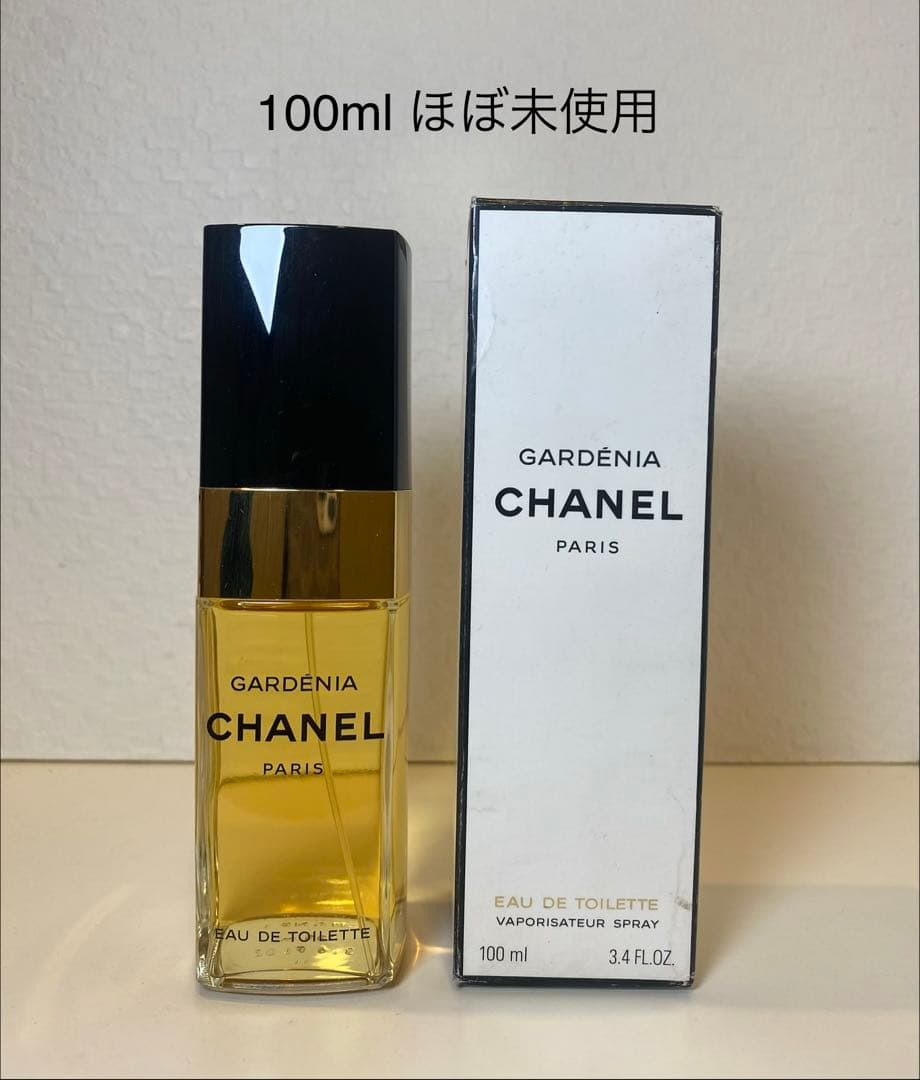 100ml ほぼ未使用
GARDÉNIA
CHANEL
PARIS
EAU DE TOILETTE
GARDÉNIA
CHANEL
PARIS
EAU DE TOILETTE
VAPORISATEUR SPRAY
100 ml 3.4 FL.OZ.